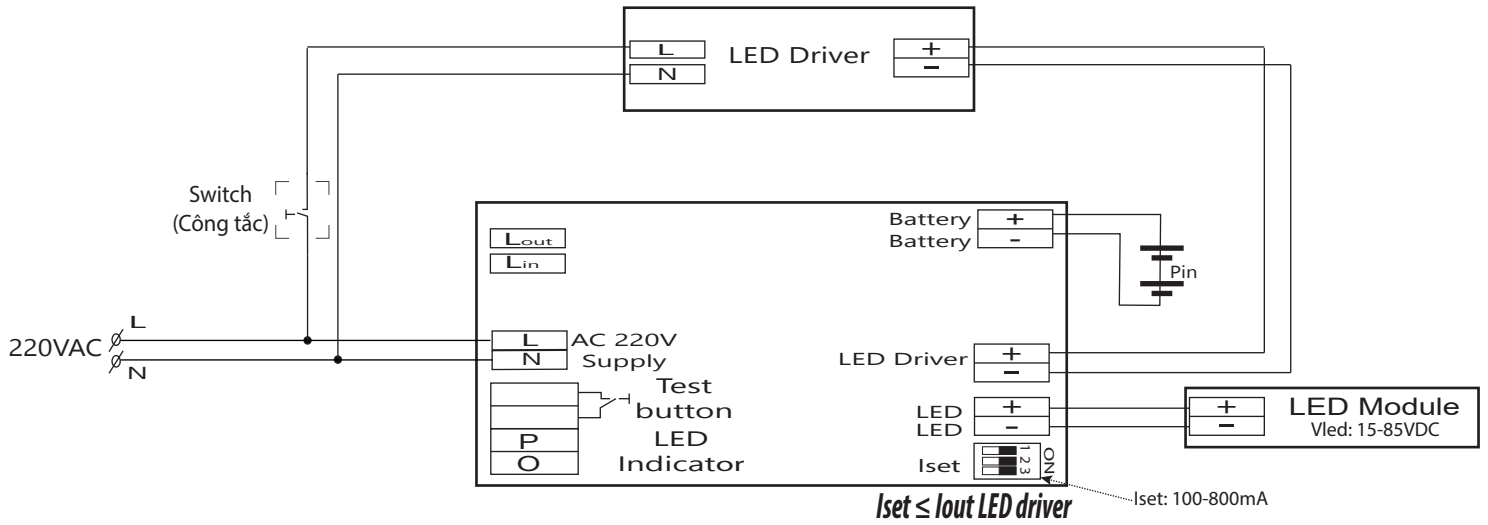 L
N
LED Driver
+
−
Switch
(Công tắc)
220VAC
L
N
Lout
Lin
L
N
AC 220V
Supply
Test
button
P
O
LED
Indicator
Battery
Battery
+
-
Pin
LED Driver
+
−
LED
LED
+
-
Iset
1
2
3
ON
+
−
LED Module
Vled: 15-85VDC
Iset: 100-800mA
Iset ≤ Iout LED driver